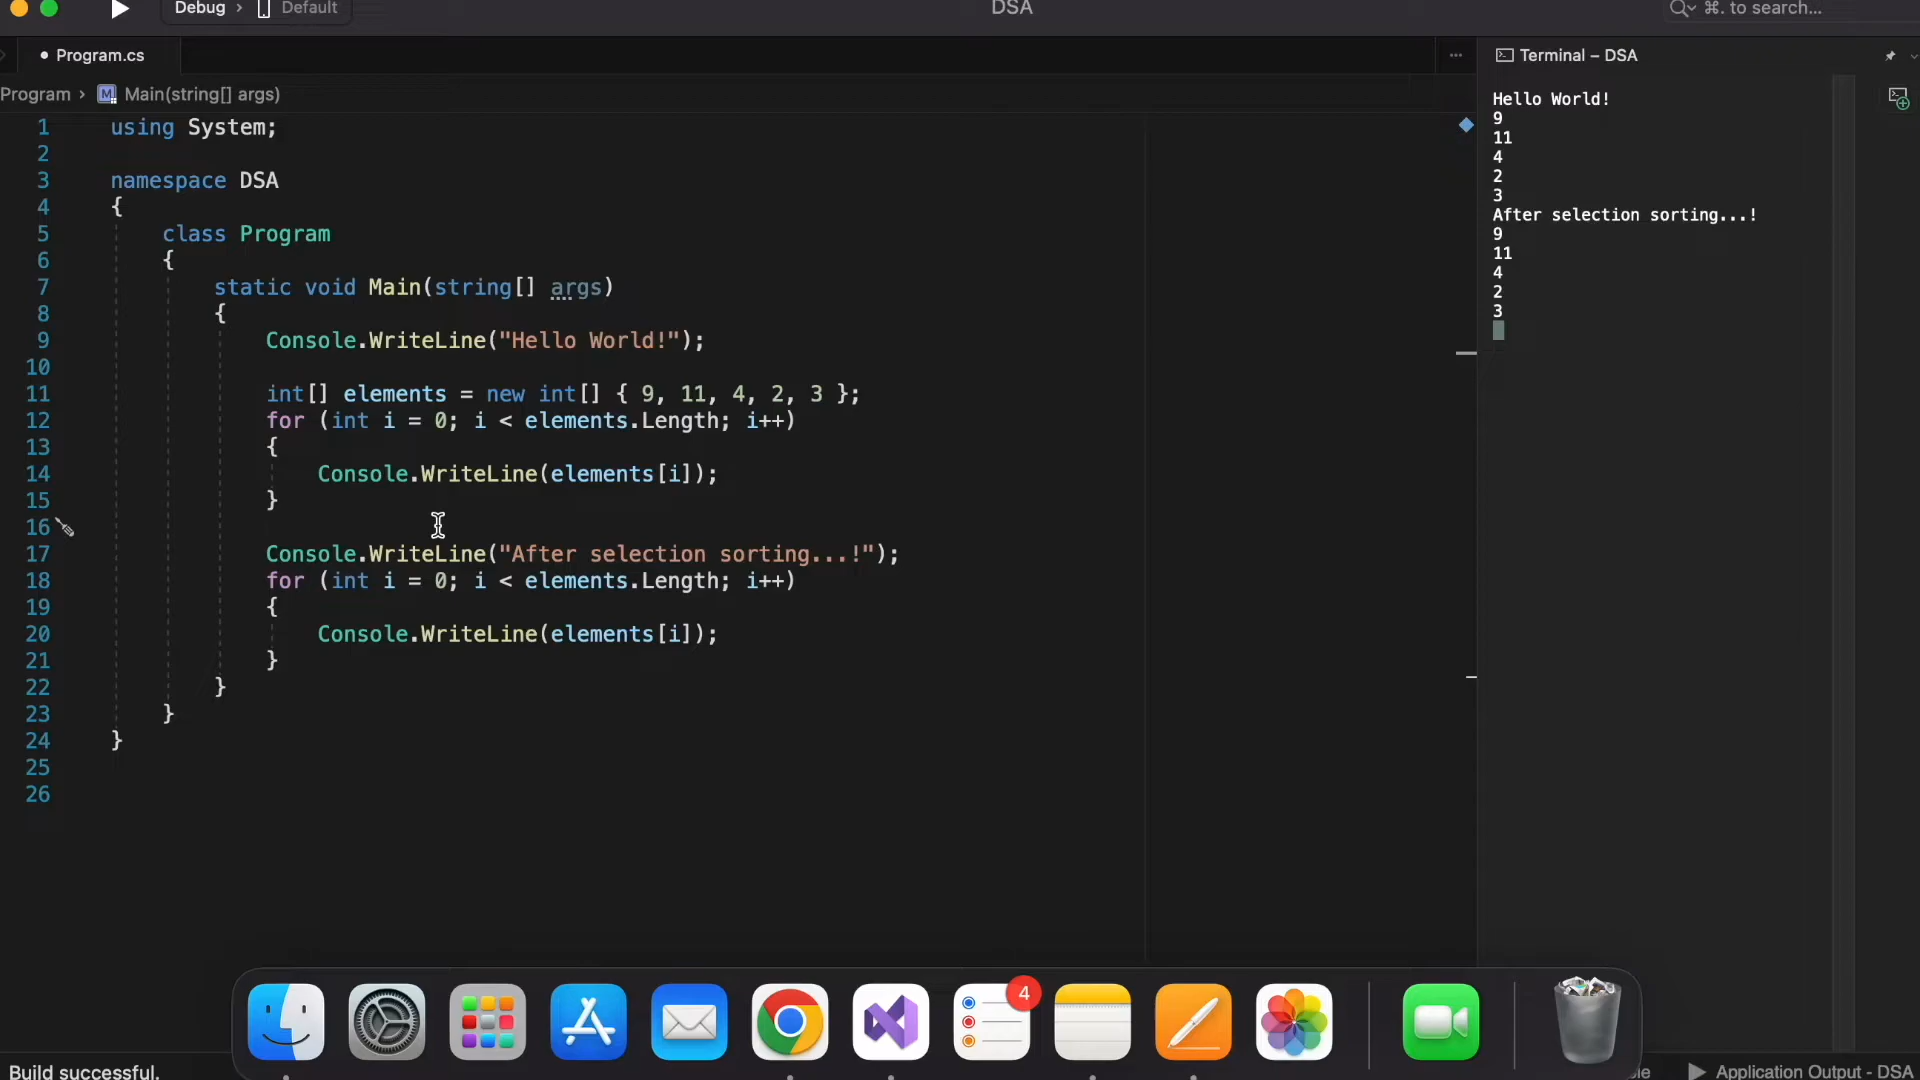 Debug › Default
DSA
⌘. to search...
Program.cs
Terminal – DSA
Program › Main(string[] args)
1 using System;
2
3 namespace DSA
4 {
5 class Program
6 {
7 static void Main(string[] args)
8 {
9 Console.WriteLine("Hello World!");
10
11 int[] elements = new int[] { 9, 11, 4, 2, 3 };
12 for (int i = 0; i < elements.Length; i++)
13 {
14 Console.WriteLine(elements[i]);
15 }
16
17 Console.WriteLine("After selection sorting...!");
18 for (int i = 0; i < elements.Length; i++)
19 {
20 Console.WriteLine(elements[i]);
21 }
22 }
23 }
24 }
25
26
Hello World!
9
11
4
2
3
After selection sorting...!
9
11
4
2
3
4
Build successful.
Application Output - DSA